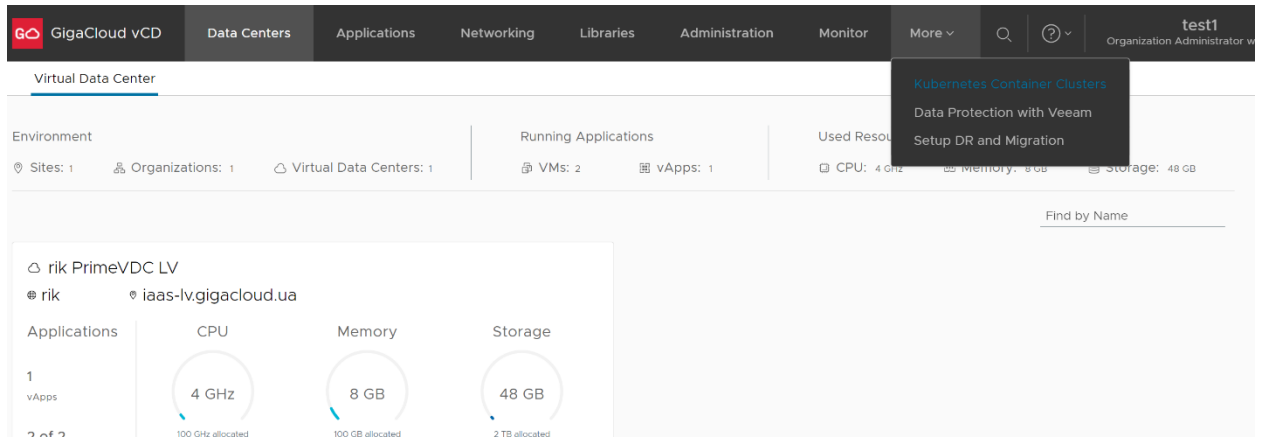 GO GigaCloud vCD Data Centers Applications Networking Libraries Administration Monitor More test1
Organization Administrator
Virtual Data Center
Kubernetes Container Clusters
Data Protection with Veeam
Setup DR and Migration
Environment Running Applications Used
Sites: 1 Organizations: 1 Virtual Data Centers: 1 VMs: 2 vApps: 1 CPU: 4 GHz Memory: 8 GB Storage: 48 GB
Find by Name
rik PrimeVDC LV
rik iaas-lv.gigacloud.ua
Applications CPU Memory Storage
1
vApps
4 GHz 8 GB 48 GB
2 of 2 100 GHz allocated 100 GB allocated 2 TB allocated